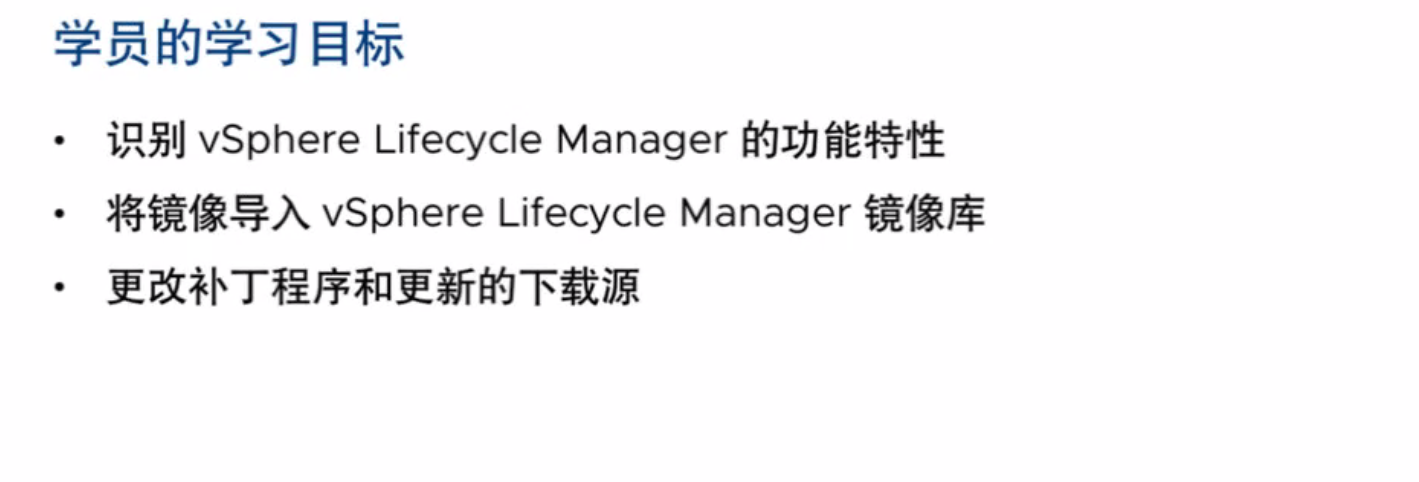 学员的学习目标
• 识别 vSphere Lifecycle Manager 的功能特性
• 将镜像导入 vSphere Lifecycle Manager 镜像库
• 更改补丁程序和更新的下载源